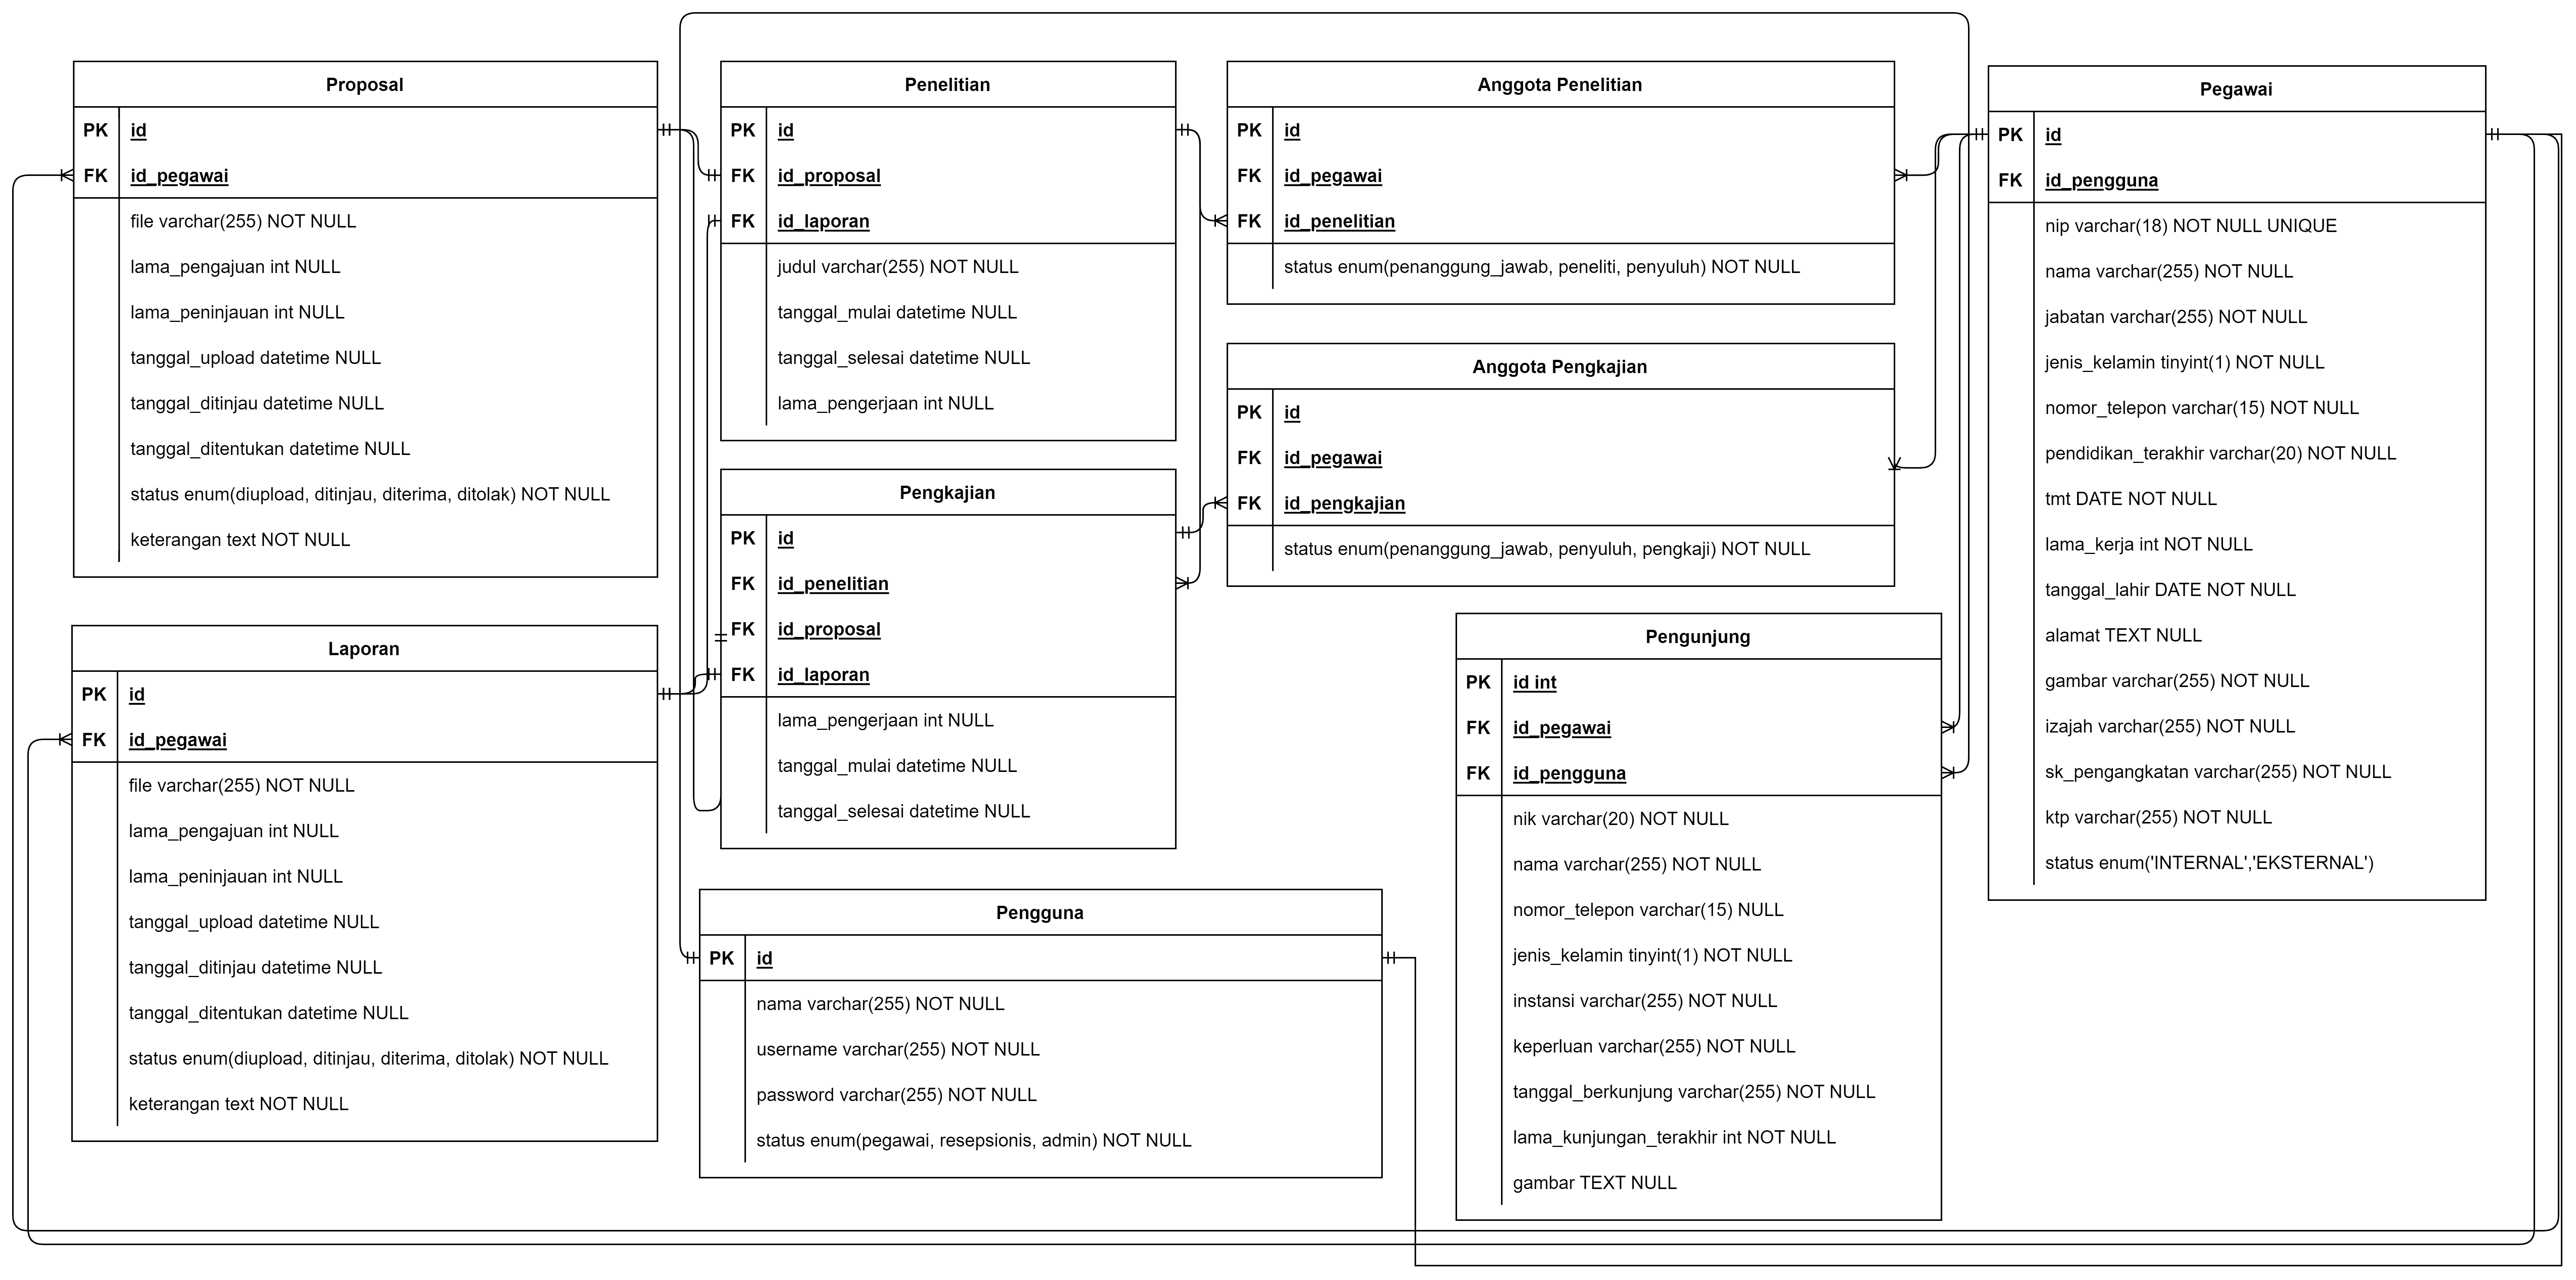 Proposal
PK id
FK id_pegawai
file varchar(255) NOT NULL
lama_pengajuan int NULL
lama_peninjauan int NULL
tanggal_upload datetime NULL
tanggal_ditinjau datetime NULL
tanggal_ditentukan datetime NULL
status enum(diupload, ditinjau, diterima, ditolak) NOT NULL
keterangan text NOT NULL
Laporan
PK id
FK id_pegawai
file varchar(255) NOT NULL
lama_pengajuan int NULL
lama_peninjauan int NULL
tanggal_upload datetime NULL
tanggal_ditinjau datetime NULL
tanggal_ditentukan datetime NULL
status enum(diupload, ditinjau, diterima, ditolak) NOT NULL
keterangan text NOT NULL
Penelitian
PK id
FK id_proposal
FK id_laporan
judul varchar(255) NOT NULL
tanggal_mulai datetime NULL
tanggal_selesai datetime NULL
lama_pengerjaan int NULL
Pengkajian
PK id
FK id_penelitian
FK id_proposal
FK id_laporan
lama_pengerjaan int NULL
tanggal_mulai datetime NULL
tanggal_selesai datetime NULL
Pengguna
PK id
nama varchar(255) NOT NULL
username varchar(255) NOT NULL
password varchar(255) NOT NULL
status enum(pegawai, resepsionis, admin) NOT NULL
Anggota Penelitian
PK id
FK id_pegawai
FK id_penelitian
status enum(penanggung_jawab, peneliti, penyuluh) NOT NULL
Anggota Pengkajian
PK id
FK id_pegawai
FK id_pengkajian
status enum(penanggung_jawab, penyuluh, pengkaji) NOT NULL
Pengunjung
PK id int
FK id_pegawai
FK id_pengguna
nik varchar(20) NOT NULL
nama varchar(255) NOT NULL
nomor_telepon varchar(15) NULL
jenis_kelamin tinyint(1) NOT NULL
instansi varchar(255) NOT NULL
keperluan varchar(255) NOT NULL
tanggal_berkunjung varchar(255) NOT NULL
lama_kunjungan_terakhir int NOT NULL
gambar TEXT NULL
Pegawai
PK id
FK id_pengguna
nip varchar(18) NOT NULL UNIQUE
nama varchar(255) NOT NULL
jabatan varchar(255) NOT NULL
jenis_kelamin tinyint(1) NOT NULL
nomor_telepon varchar(15) NOT NULL
pendidikan_terakhir varchar(20) NOT NULL
tmt DATE NOT NULL
lama_kerja int NOT NULL
tanggal_lahir DATE NOT NULL
alamat TEXT NULL
gambar varchar(255) NOT NULL
izajah varchar(255) NOT NULL
sk_pengangkatan varchar(255) NOT NULL
ktp varchar(255) NOT NULL
status enum('INTERNAL','EKSTERNAL')